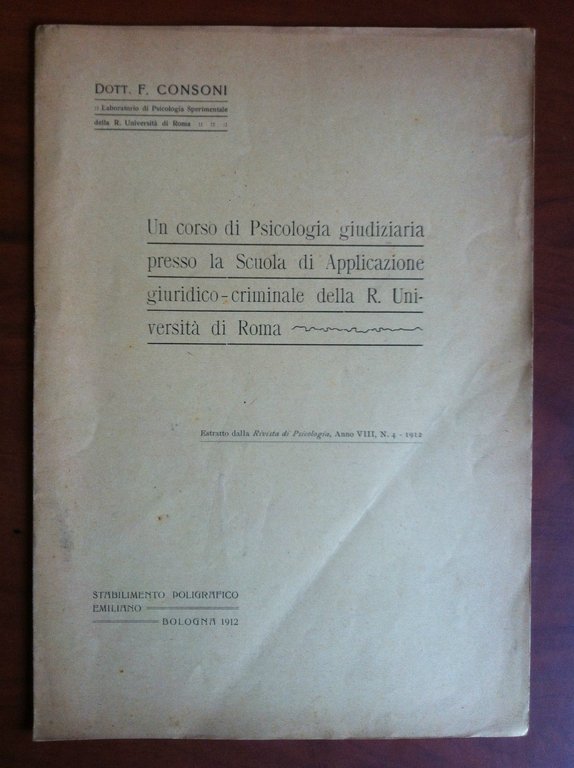 DOTT. F. CONSONI
:: Laboratorio di Psicologia Sperimentale
della R. Università di Roma :: :: ::
Un corso di Psicologia giudiziaria
presso la Scuola di Applicazione
giuridico-criminale della R. Uni-
versità di Roma
Estratto dalla Rivista di Psicologia, Anno VIII, N. 4 - 1912
STABILIMENTO POLIGRAFICO
EMILIANO
BOLOGNA 1912